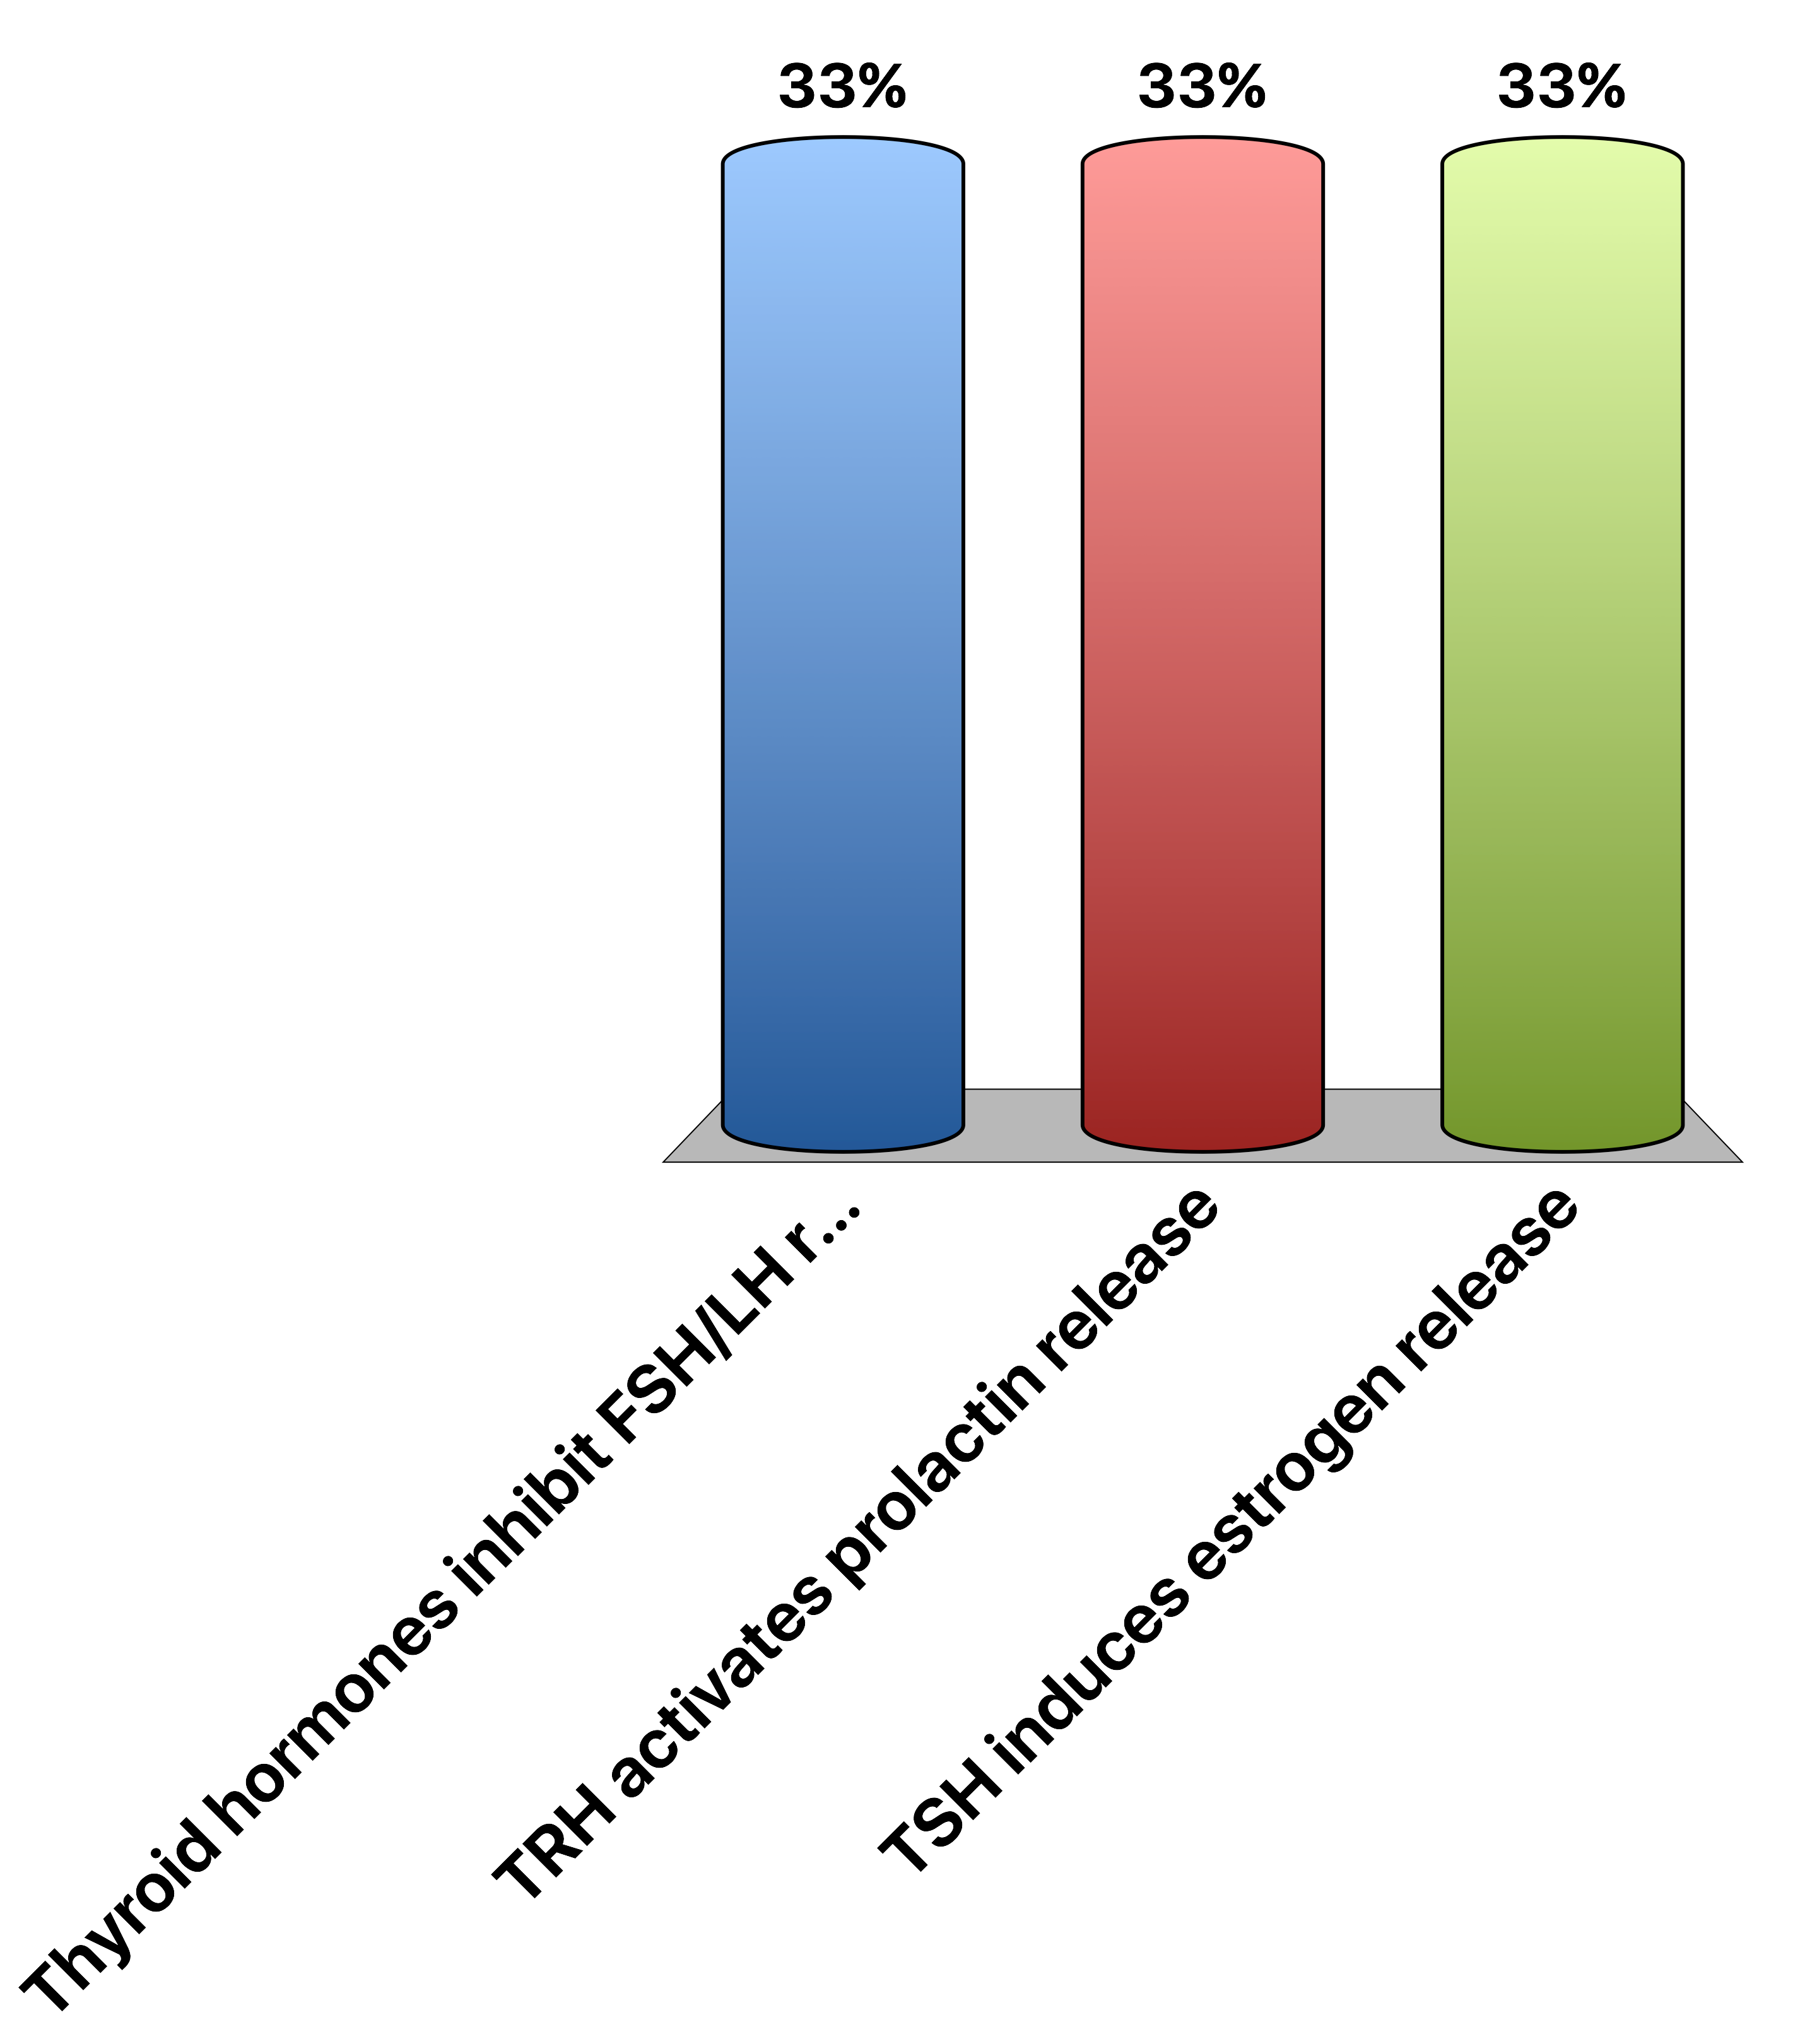 33%
33%
33%
Thyroid hormones inhibit FSH/LH r...
TRH activates prolactin release
TSH induces estrogen release